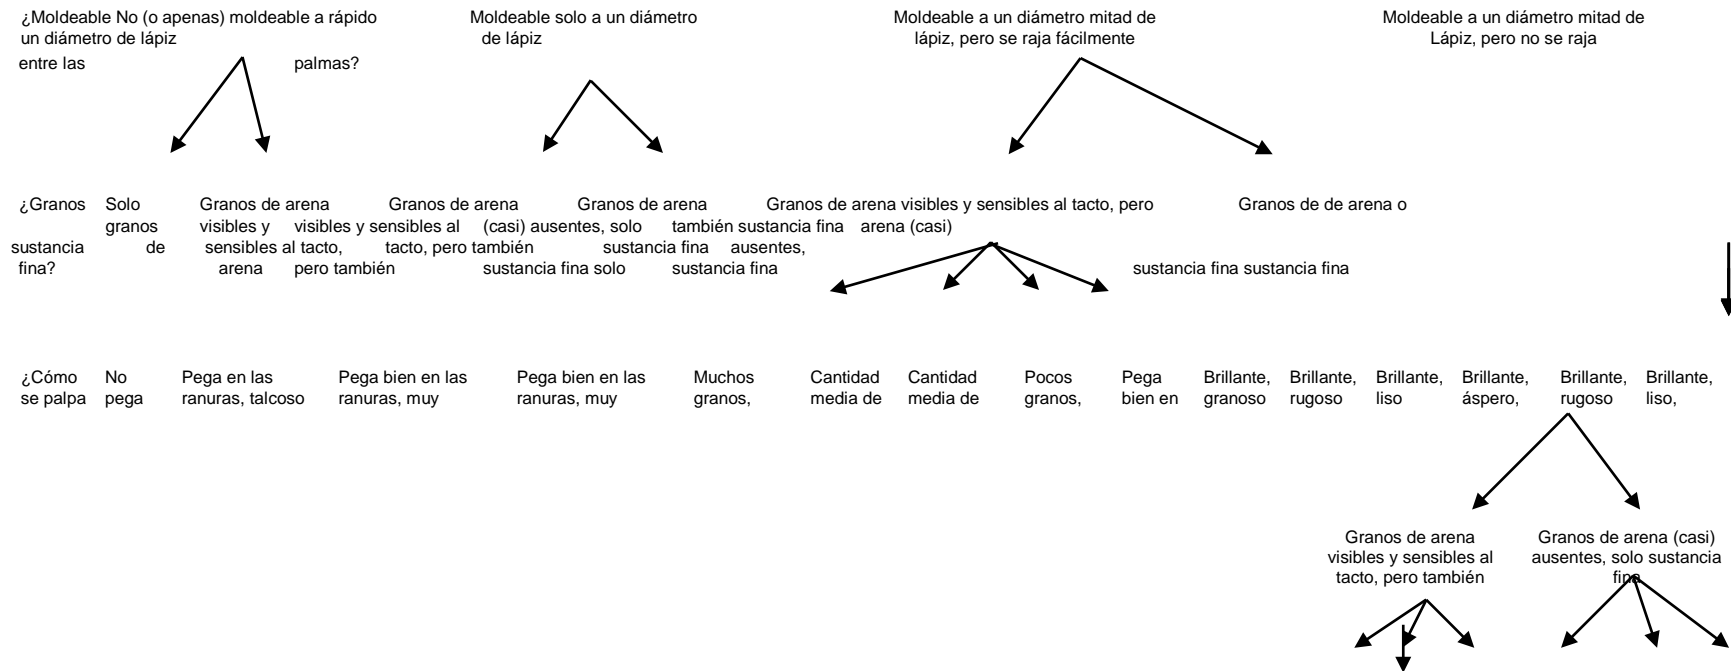 ¿Moldeable No (o apenas) moldeable a rápido
un diámetro de lápiz
entre las palmas?
Moldeable solo a un diámetro
de lápiz
Moldeable a un diámetro mitad de
lápiz, pero se raja fácilmente
Moldeable a un diámetro mitad de
Lápiz, pero no se raja
¿Granos Solo Granos de arena Granos de arena Granos de arena Granos de arena visibles y sensibles al tacto, pero Granos de de arena o
granos visibles y visibles y sensibles al (casi) ausentes, solo también sustancia fina arena (casi)
sustancia de sensibles al tacto, tacto, pero también sustancia fina ausentes,
fina? arena pero también sustancia fina solo sustancia fina sustancia fina sustancia fina
¿Cómo No Pega en las Pega bien en las Pega bien en las Muchos Cantidad Cantidad Pocos Pega Brillante, Brillante, Brillante, Brillante, Brillante, Brillante,
se palpa pega ranuras, talcoso ranuras, muy ranuras, muy granos, media de media de granos, bien en granoso rugoso liso áspero, rugoso liso,
Granos de arena
visibles y sensibles al
tacto, pero también
Granos de arena (casi)
ausentes, solo sustancia
fina